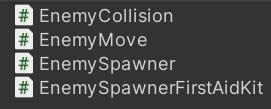 # EnemyCollision
# EnemyMove
# EnemySpawner
# EnemySpawnerFirstAidKit